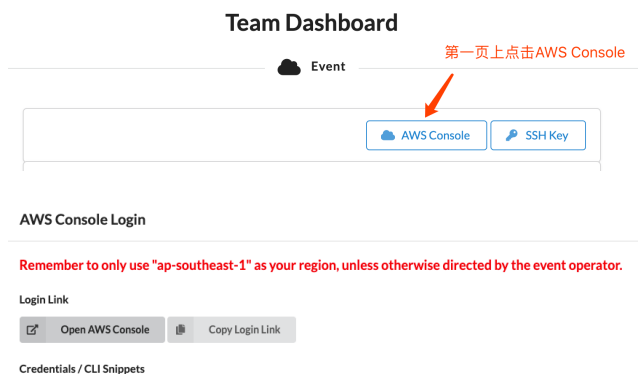 Team Dashboard
第一页上点击AWS Console
Event
AWS Console
SSH Key
AWS Console Login
Remember to only use "ap-southeast-1" as your region, unless otherwise directed by the event operator.
Login Link
Open AWS Console
Copy Login Link
Credentials / CLI Snippets